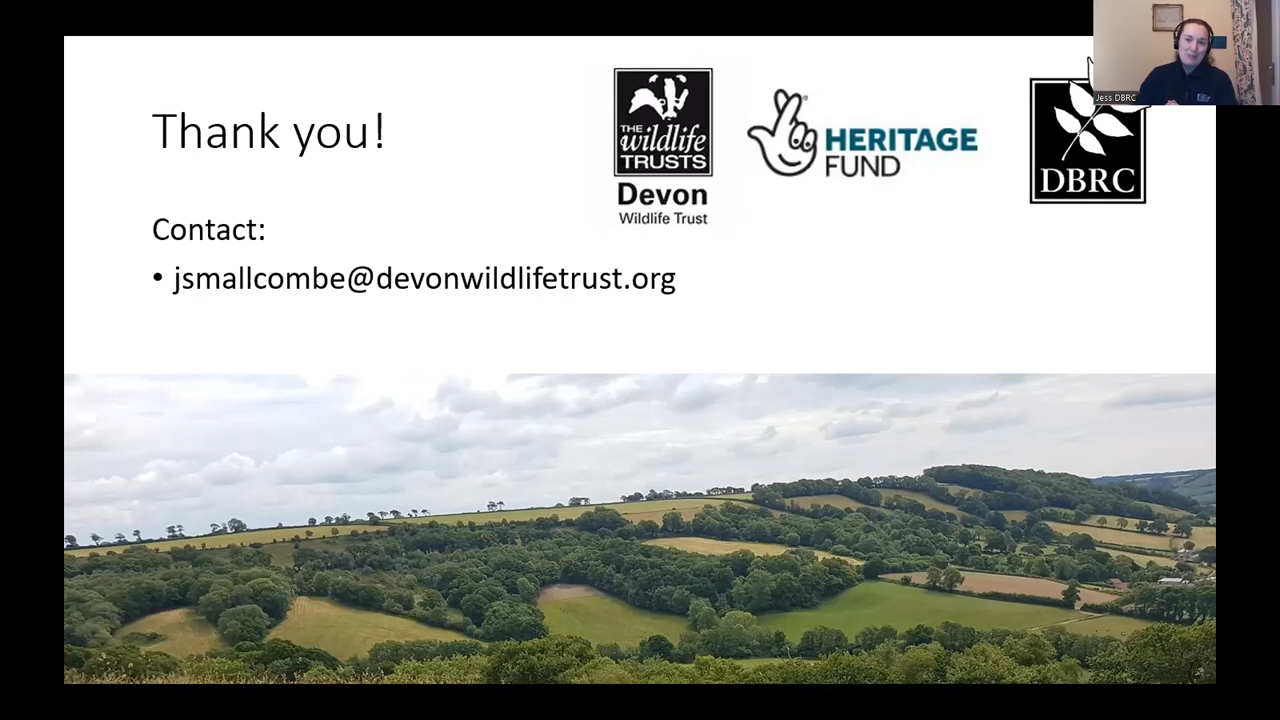 Thank you!
THE
wildlife
TRUSTS
Devon
Wildlife Trust
HERITAGE
FUND
DBRC
Jess DBRC
Contact:
• jsmallcombe@devonwildlifetrust.org